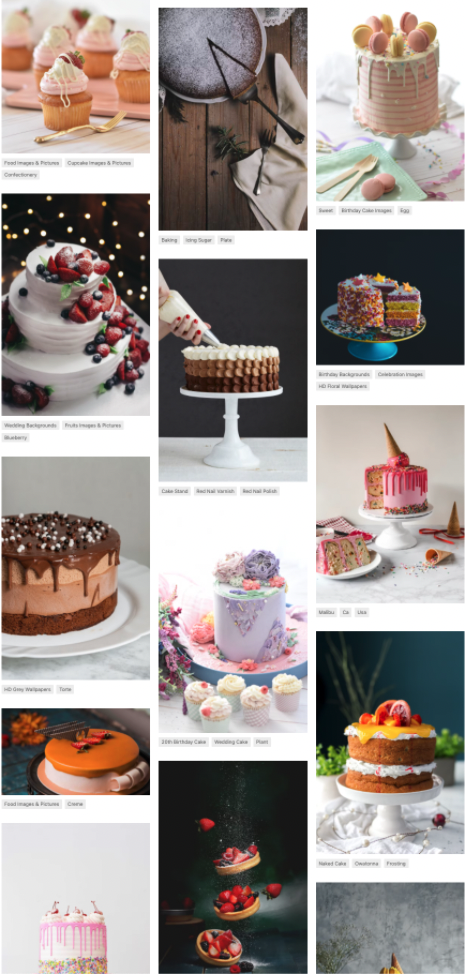 Food Images & Pictures Cupcake Images & Pictures
Confectionery
Wedding Backgrounds Fruits Images & Pictures
Blueberry
HD Grey Wallpapers Torte
Food Images & Pictures Creme
Baking Icing Sugar Plate
Cake Stand Red Nail Varnish Red Nail Polish
30th Birthday Cake Wedding Cake Plant
Sweet Birthday Cake Images Egg
Birthday Backgrounds Celebration Images
HD Floral Wallpapers
Malibu Ca Usa
Naked Cake Frosting